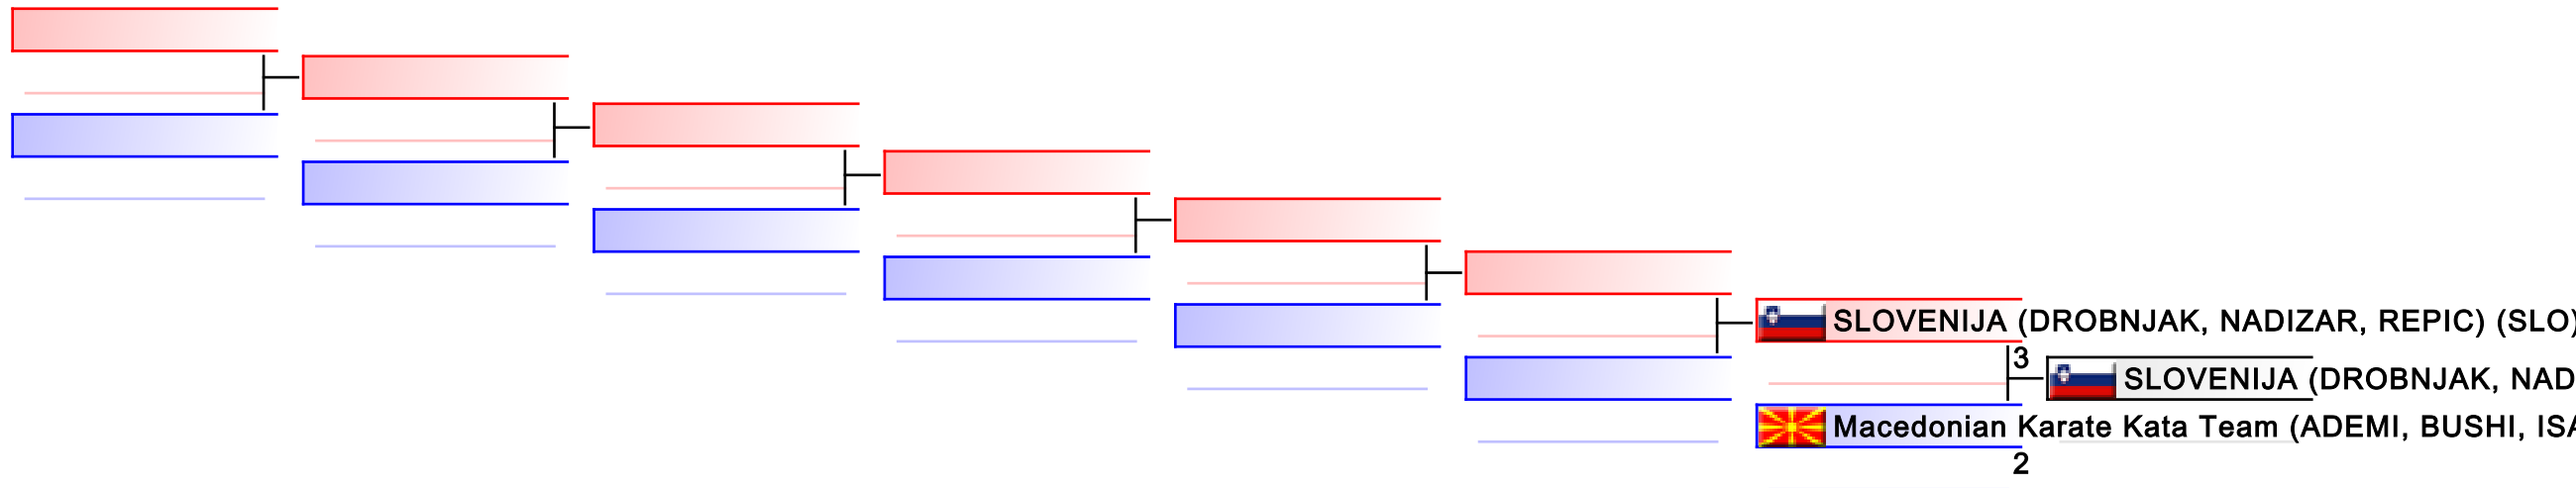 SLOVENIJA (DROBNJAK, NADIZAR, REPIC) (SLO)
3
SLOVENIJA (DROBNJAK, NAD
Macedonian Karate Kata Team (ADEMI, BUSHI, ISA
2